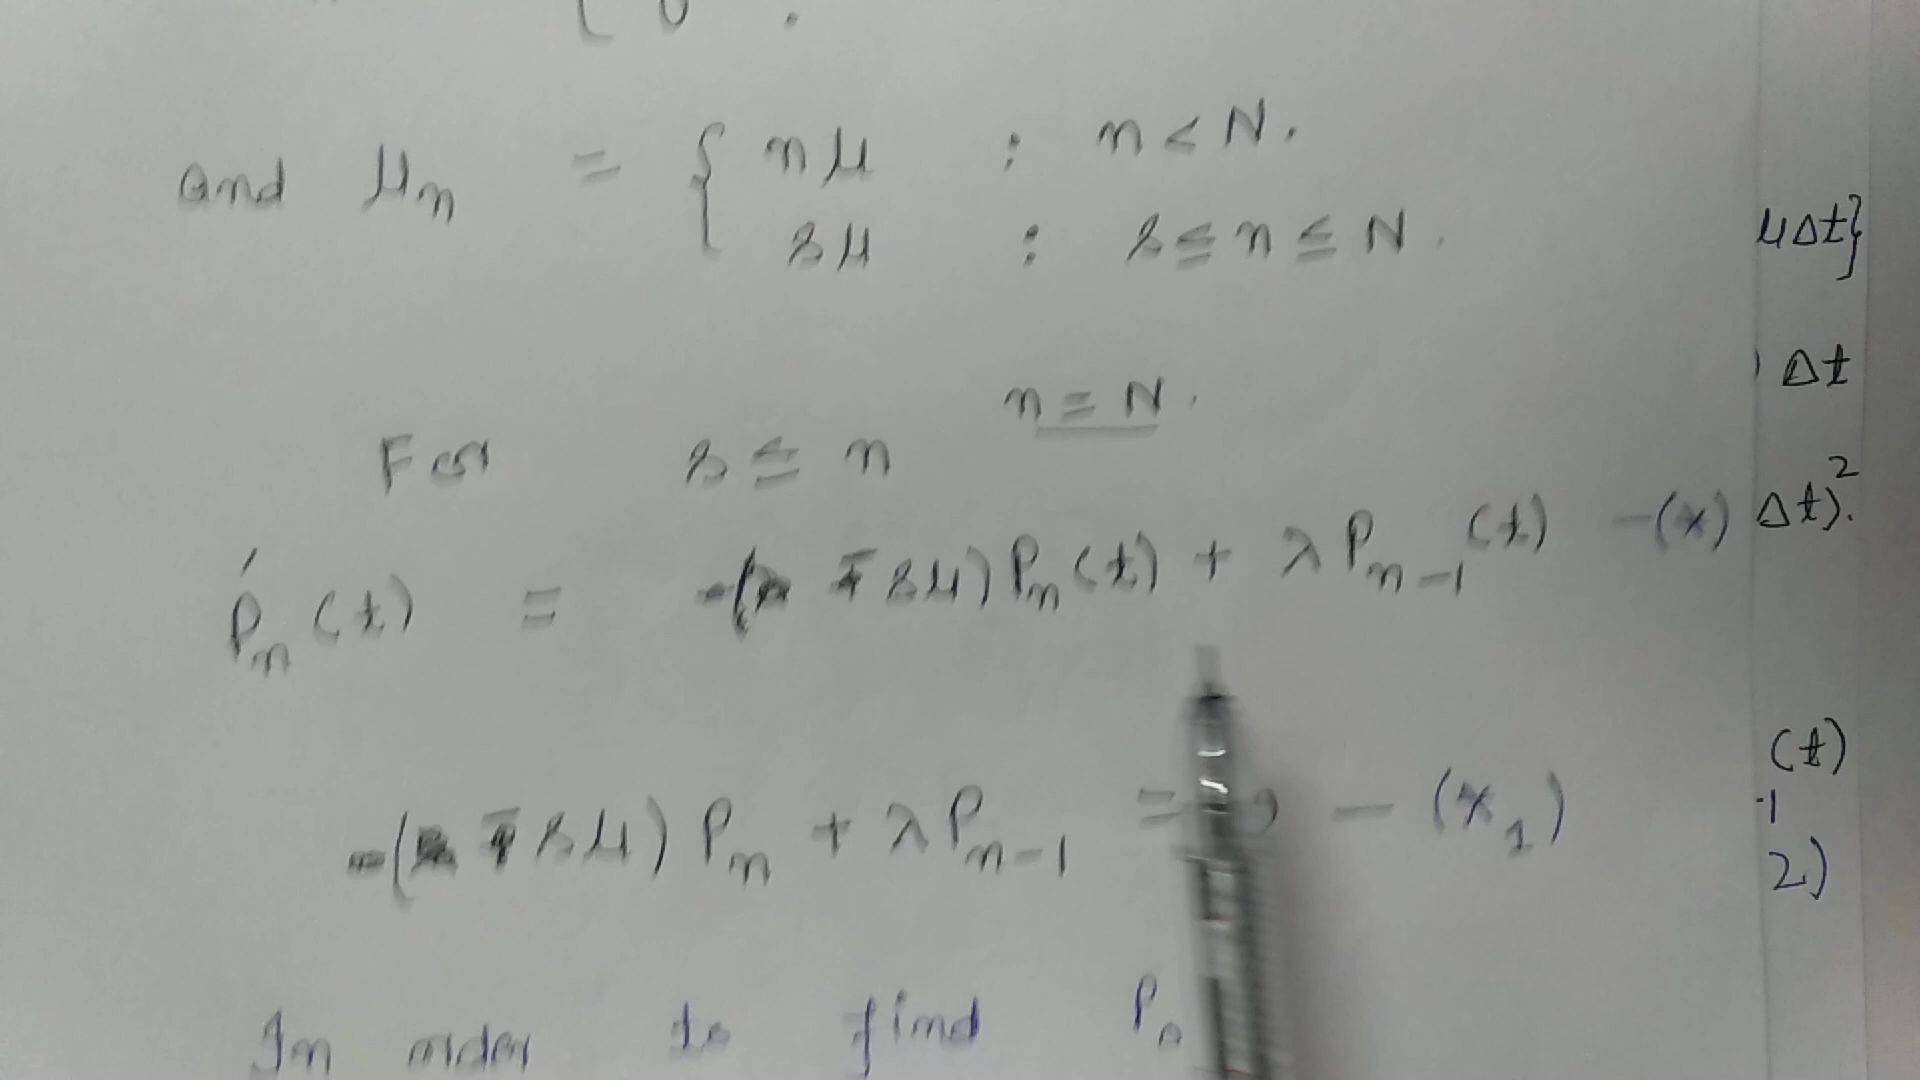 and μn = { nμ : n < N.
sμ : s ≤ n ≤ N.
μΔt}
Δt
n = N.
For s ≤ n
Δt)².
P′n(t) = -( + sμ) Pn(t) + λ Pn-1(t) -(x)
(t)
-( + sμ) Pn + λ Pn-1 = - (x1)
-1
2)
In order to find P0